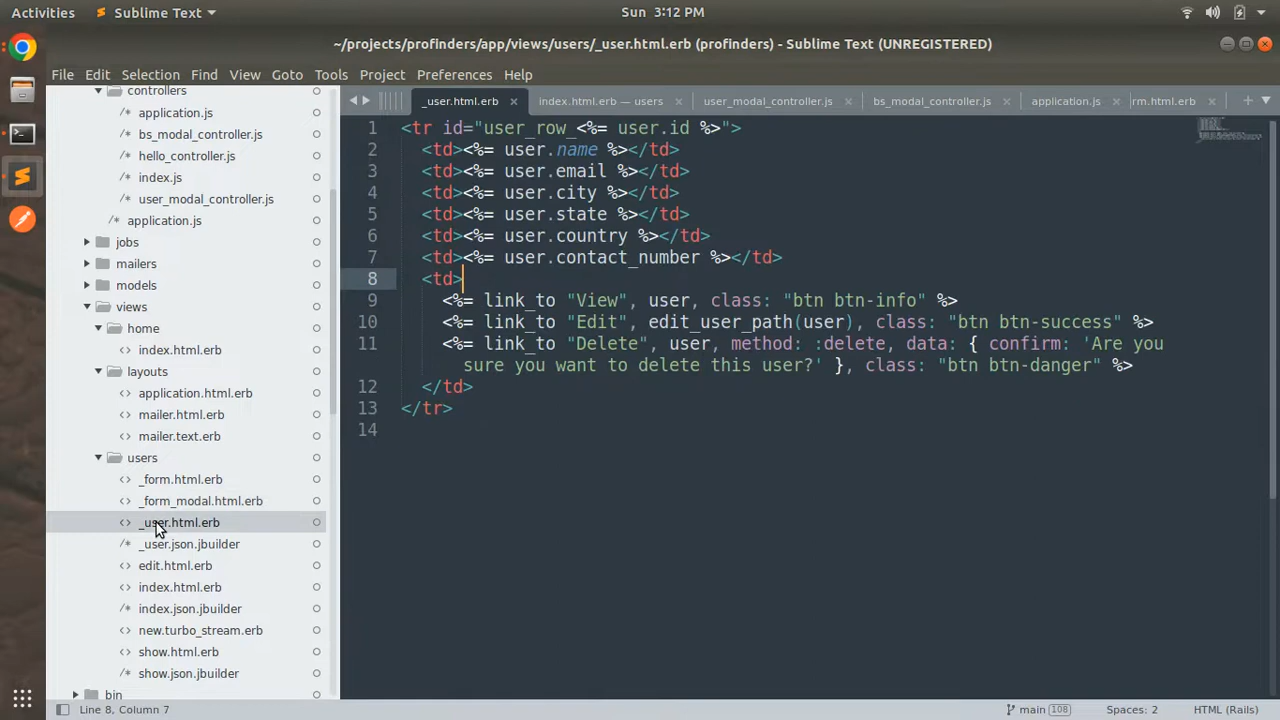 Activities Sublime Text Sun 3:12 PM
~/projects/profinders/app/views/users/_user.html.erb (profinders) - Sublime Text (UNREGISTERED)
File Edit Selection Find View Goto Tools Project Preferences Help
controllers
application.js
bs_modal_controller.js
hello_controller.js
index.js
user_modal_controller.js
application.js
jobs
mailers
models
views
home
index.html.erb
layouts
application.html.erb
mailer.html.erb
mailer.text.erb
users
_form.html.erb
_form_modal.html.erb
_user.html.erb
_user.json.jbuilder
edit.html.erb
index.html.erb
index.json.jbuilder
new.turbo_stream.erb
show.html.erb
show.json.jbuilder
bin
_user.html.erb × index.html.erb — users × user_modal_controller.js × bs_modal_controller.js × application.js × rm.html.erb ×
1 <tr id="user_row_<%= user.id %>">
2 <td><%= user.name %></td>
3 <td><%= user.email %></td>
4 <td><%= user.city %></td>
5 <td><%= user.state %></td>
6 <td><%= user.country %></td>
7 <td><%= user.contact_number %></td>
8 <td>
9 <%= link_to "View", user, class: "btn btn-info" %>
10 <%= link_to "Edit", edit_user_path(user), class: "btn btn-success" %>
11 <%= link_to "Delete", user, method: :delete, data: { confirm: 'Are you
sure you want to delete this user?' }, class: "btn btn-danger" %>
12 </td>
13 </tr>
14
Line 8, Column 7 main 108 Spaces: 2 HTML (Rails)